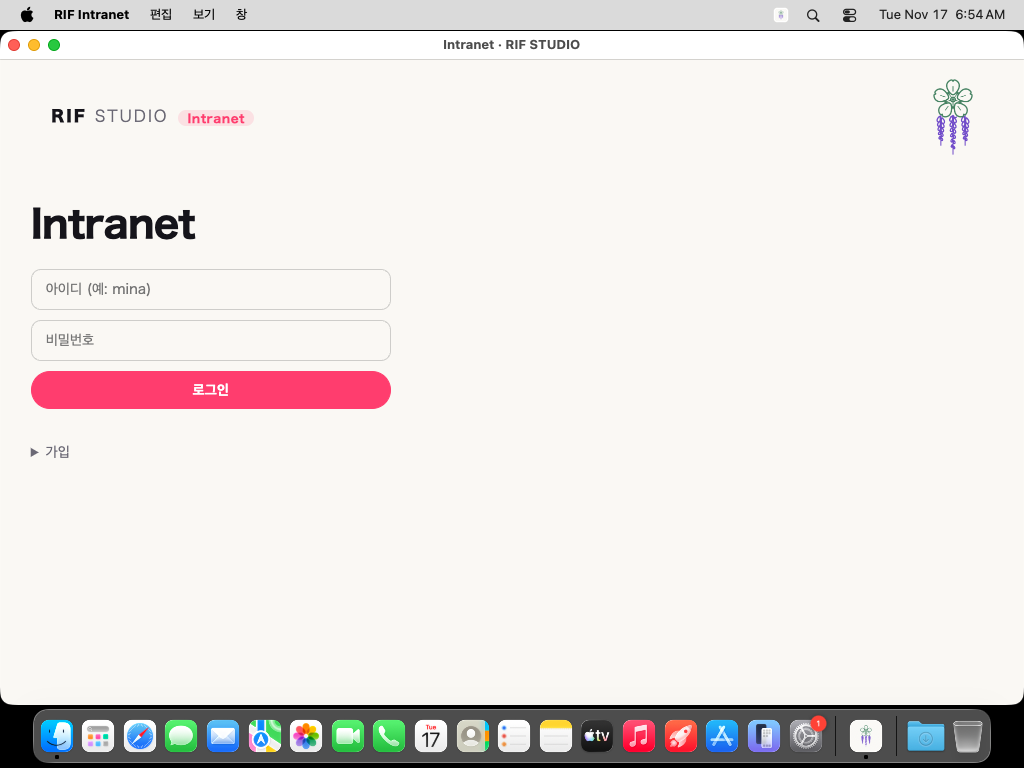 RIF Intranet 편집 보기 창 Tue Nov 17 6:54 AM
Intranet · RIF STUDIO
RIF STUDIO Intranet
Intranet
아이디 (예: mina)
비밀번호
로그인
▶ 가입
Tue
17
tv
1